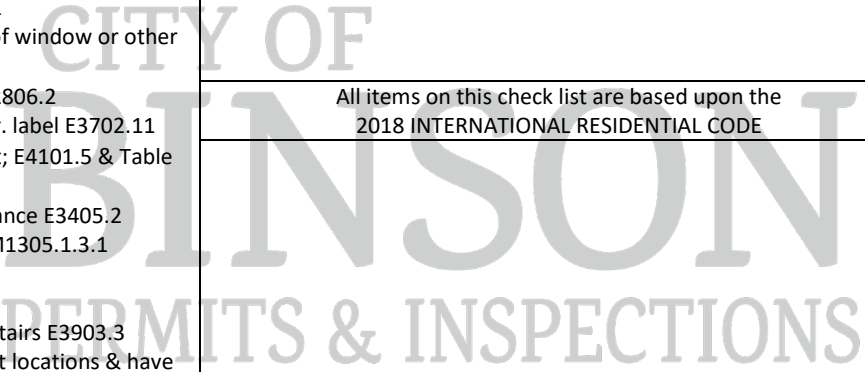 of window or other
806.2
. label E3702.11
; E4101.5 & Table
ance E3405.2
1305.1.3.1
tairs E3903.3
t locations & have
All items on this check list are based upon the
2018 INTERNATIONAL RESIDENTIAL CODE
CITY OF
BINSON
PERMITS & INSPECTIONS